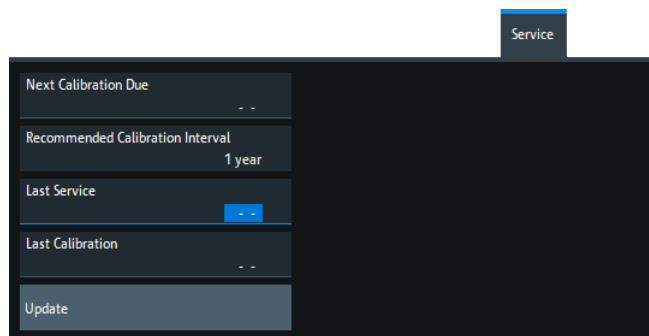 Service
Next Calibration Due
- -
Recommended Calibration Interval
1 year
Last Service
- -
Last Calibration
- -
Update